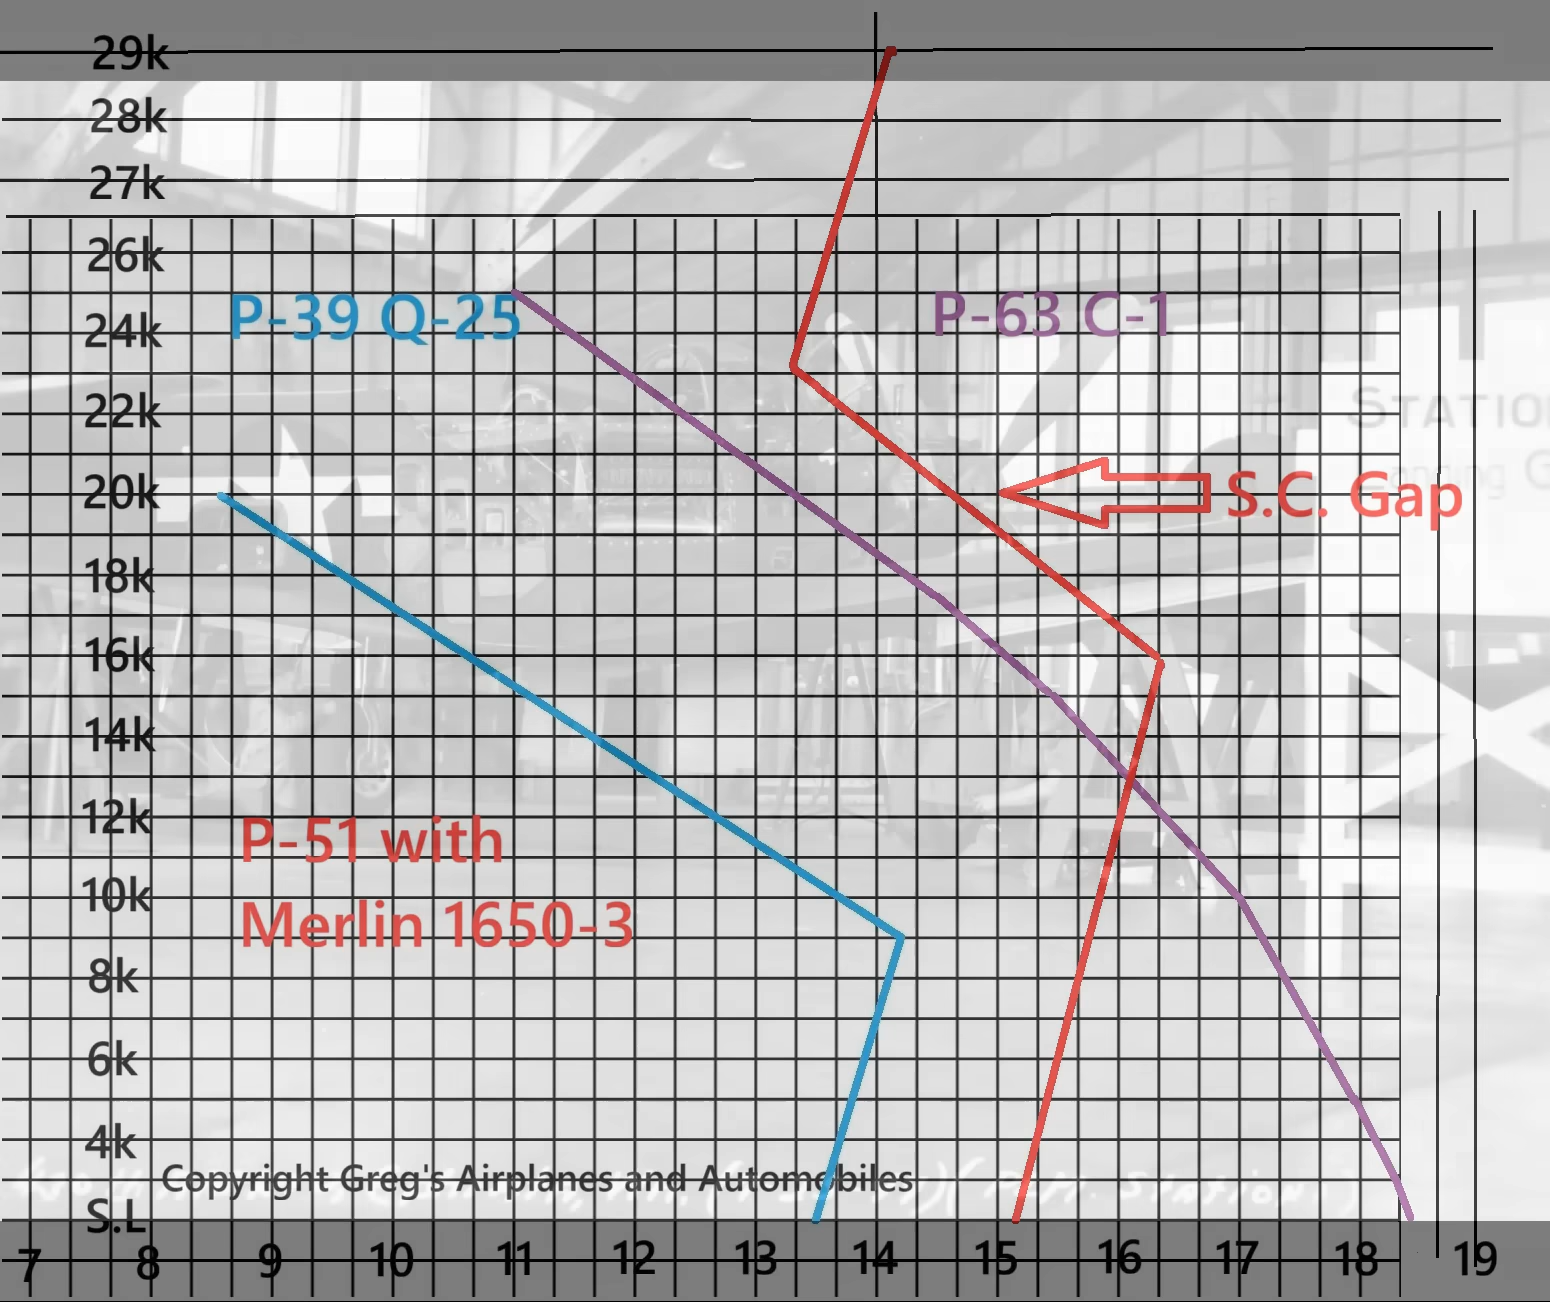 29k
28k
27k
26k
P-39 Q-25
P-63 C-1
24k
22k
STATIO
20k
S.C. Gap
18k
16k
14k
12k
P-51 with
10k
Merlin 1650-3
8k
6k
4k
Copyright Greg's Airplanes and Automobiles
S.L
7 8 9 10 11 12 13 14 15 16 17 18 19